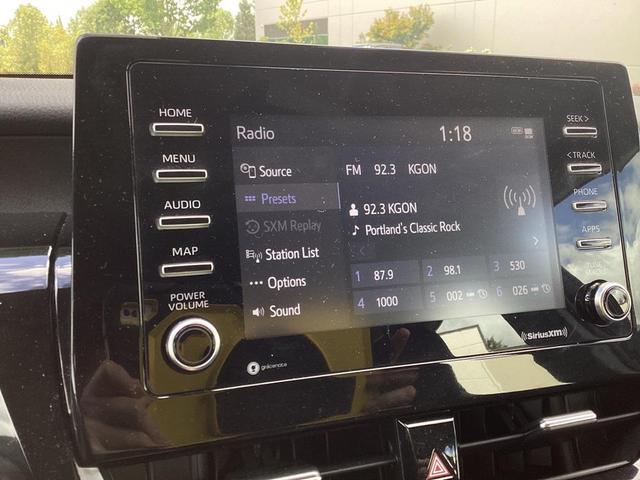 HOME
MENU
AUDIO
MAP
POWER
VOLUME
Radio 1:18
Source
Presets
SXM Replay
Station List
Options
Sound
FM 92.3 KGON
92.3 KGON
Portland's Classic Rock
1 87.9 2 98.1 3 530
4 1000 5 002 6 026
SEEK >
< TRACK
PHONE
APPS
TUNE
SiriusXM
gracenote